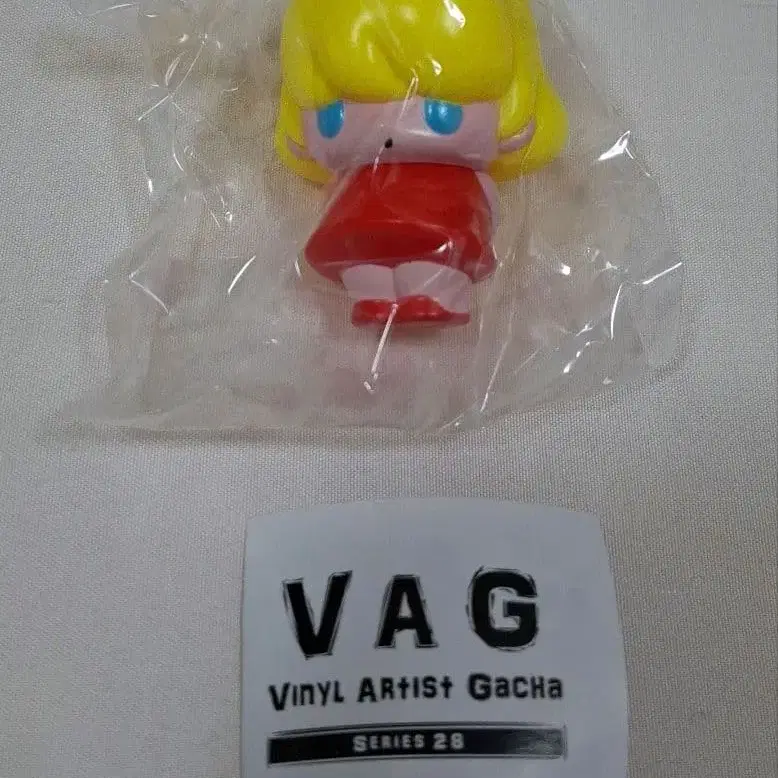 VAG
Vinyl Artist Gacha
Series 28